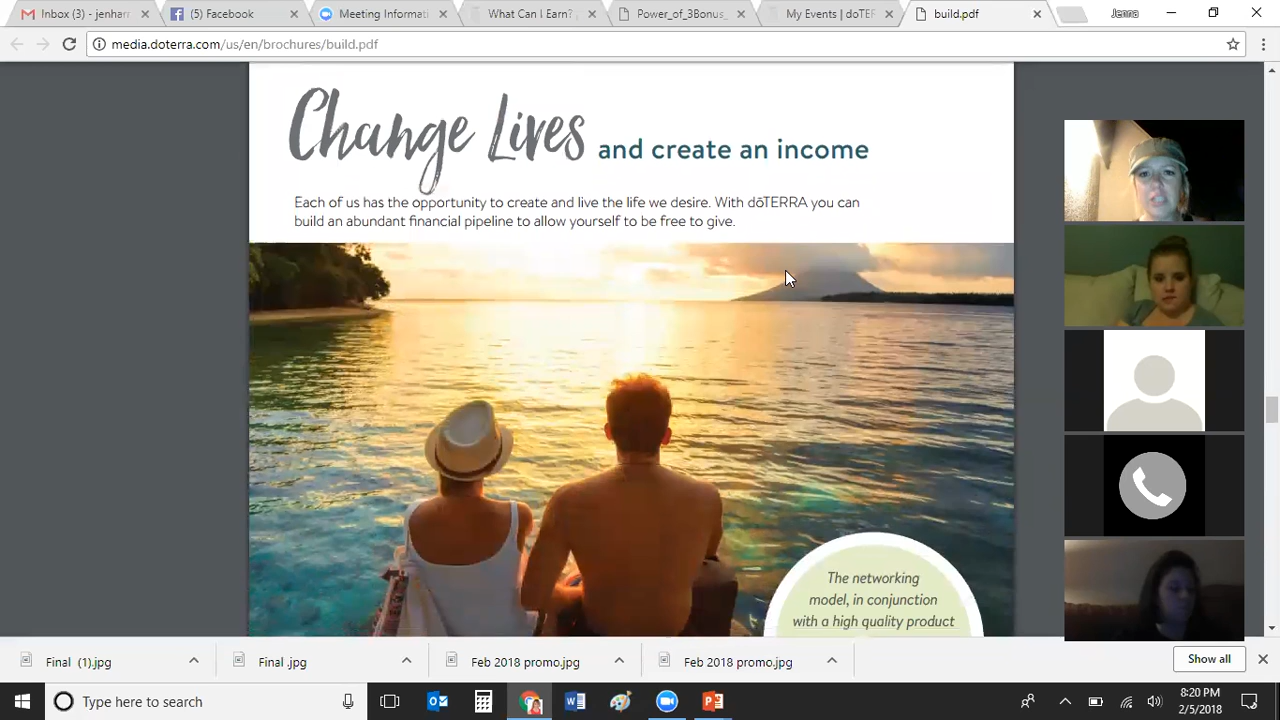 Inbox (3) - jenharr
(5) Facebook
Meeting Informati
What Can I Earn?
Power_of_3Bonus_
My Events | doTER
build.pdf
Jenna
media.doterra.com/us/en/brochures/build.pdf
Change Lives and create an income
Each of us has the opportunity to create and live the life we desire. With dōTERRA you can
build an abundant financial pipeline to allow yourself to be free to give.
The networking
model, in conjunction
with a high quality product
Final (1).jpg
Final .jpg
Feb 2018 promo.jpg
Feb 2018 promo.jpg
Show all
Type here to search
8:20 PM
2/5/2018